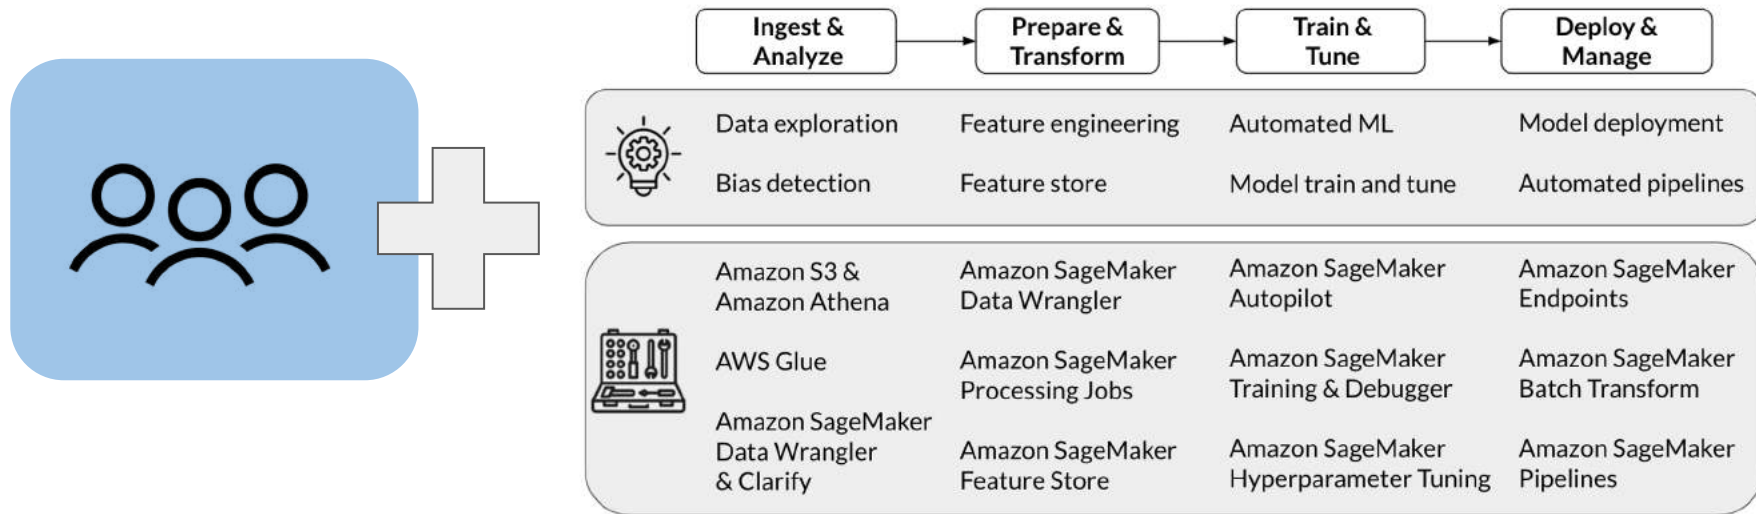 Ingest &
Analyze
Prepare &
Transform
Train &
Tune
Deploy &
Manage
Data exploration
Feature engineering
Automated ML
Model deployment
Bias detection
Feature store
Model train and tune
Automated pipelines
Amazon S3 &
Amazon Athena
Amazon SageMaker
Data Wrangler
Amazon SageMaker
Autopilot
Amazon SageMaker
Endpoints
AWS Glue
Amazon SageMaker
Processing Jobs
Amazon SageMaker
Training & Debugger
Amazon SageMaker
Batch Transform
Amazon SageMaker
Data Wrangler
& Clarify
Amazon SageMaker
Feature Store
Amazon SageMaker
Hyperparameter Tuning
Amazon SageMaker
Pipelines